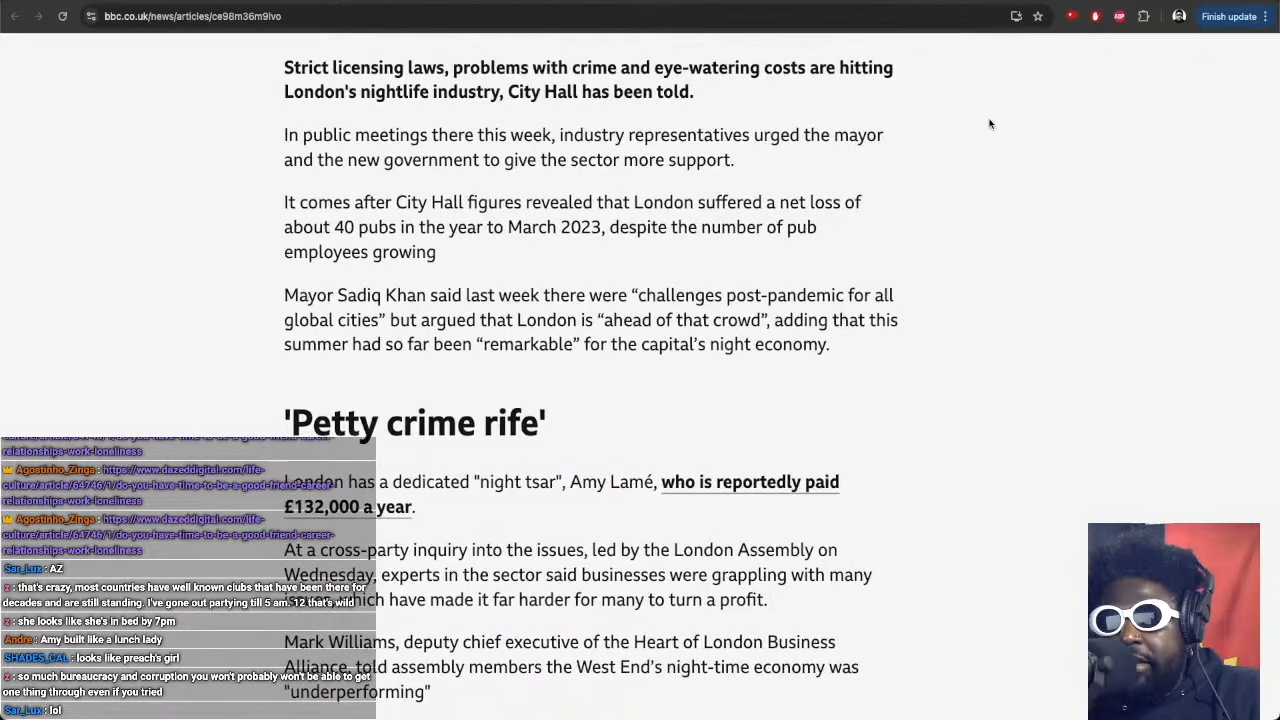 bbc.co.uk/news/articles/ce98m36m9lvo
Finish update
Strict licensing laws, problems with crime and eye-watering costs are hitting
London's nightlife industry, City Hall has been told.
In public meetings there this week, industry representatives urged the mayor
and the new government to give the sector more support.
It comes after City Hall figures revealed that London suffered a net loss of
about 40 pubs in the year to March 2023, despite the number of pub
employees growing
Mayor Sadiq Khan said last week there were “challenges post-pandemic for all
global cities” but argued that London is “ahead of that crowd”, adding that this
summer had so far been “remarkable” for the capital’s night economy.
'Petty crime rife'
London has a dedicated "night tsar", Amy Lamé, who is reportedly paid
£132,000 a year.
At a cross-party inquiry into the issues, led by the London Assembly on
Wednesday, experts in the sector said businesses were grappling with many
which have made it far harder for many to turn a profit.
Mark Williams, deputy chief executive of the Heart of London Business
Alliance, told assembly members the West End’s night-time economy was
"underperforming"
culture/article/64746/1/do-you-have-time-to-be-a-good-friend-career-
relationships-work-loneliness
Agostinho_Zinga : https://www.dazeddigital.com/life-
culture/article/64746/1/do-you-have-time-to-be-a-good-friend-career-
relationships-work-loneliness
Agostinho_Zinga : https://www.dazeddigital.com/life-
culture/article/64746/1/do-you-have-time-to-be-a-good-friend-career-
relationships-work-loneliness
Sar_Lux : AZ
z : that's crazy, most countries have well known clubs that have been there for
decades and are still standing. I've gone out partying till 5 am. 12 that's wild
z : she looks like she's in bed by 7pm
Andre : Amy built like a lunch lady
SHADES_CAL : looks like preach's girl
z : so much bureaucracy and corruption you won't probably won't be able to get
one thing through even if you tried
Sar_Lux : lol